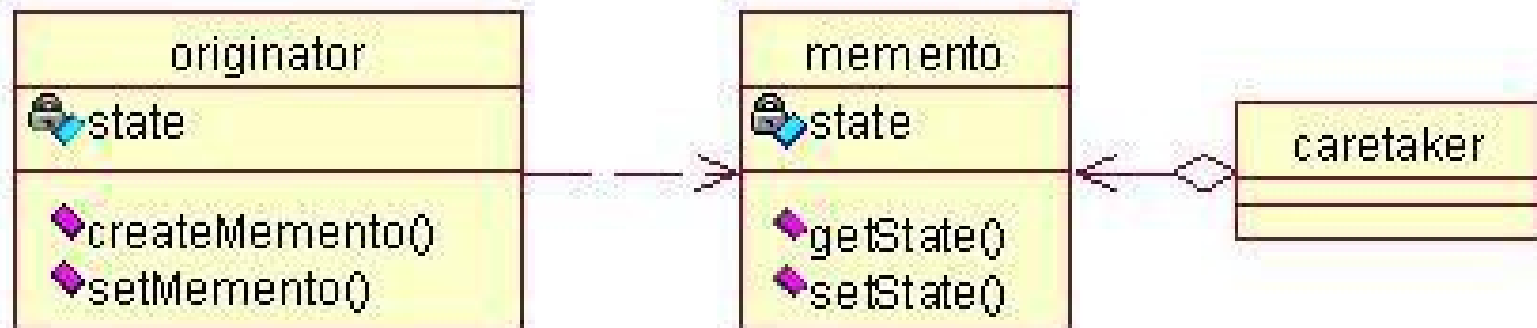 originator
state
createMemento()
setMemento()
memento
state
getState()
setState()
caretaker